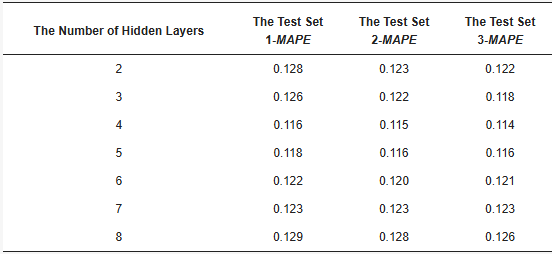 The Number of Hidden Layers The Test Set 1-MAPE The Test Set 2-MAPE The Test Set 3-MAPE
2 0.128 0.123 0.122
3 0.126 0.122 0.118
4 0.116 0.115 0.114
5 0.118 0.116 0.116
6 0.122 0.120 0.121
7 0.123 0.123 0.123
8 0.129 0.128 0.126